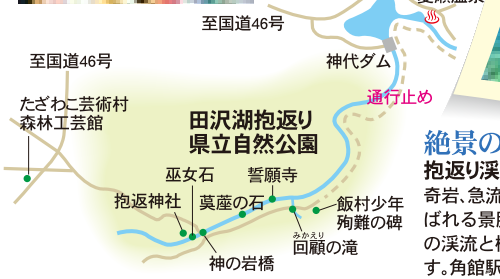 至国道46号
至国道46号
神代ダム
通行止め
たざわこ芸術村
森林工芸館
田沢湖抱返り
県立自然公園
巫女石
誓願寺
抱返神社
茣蓙の石
飯村少年
殉難の碑
みかえり
回顧の滝
神の岩橋
絶景の
抱返り渓
奇岩、急流
ばれる景勝
の渓流と
す。角館駅